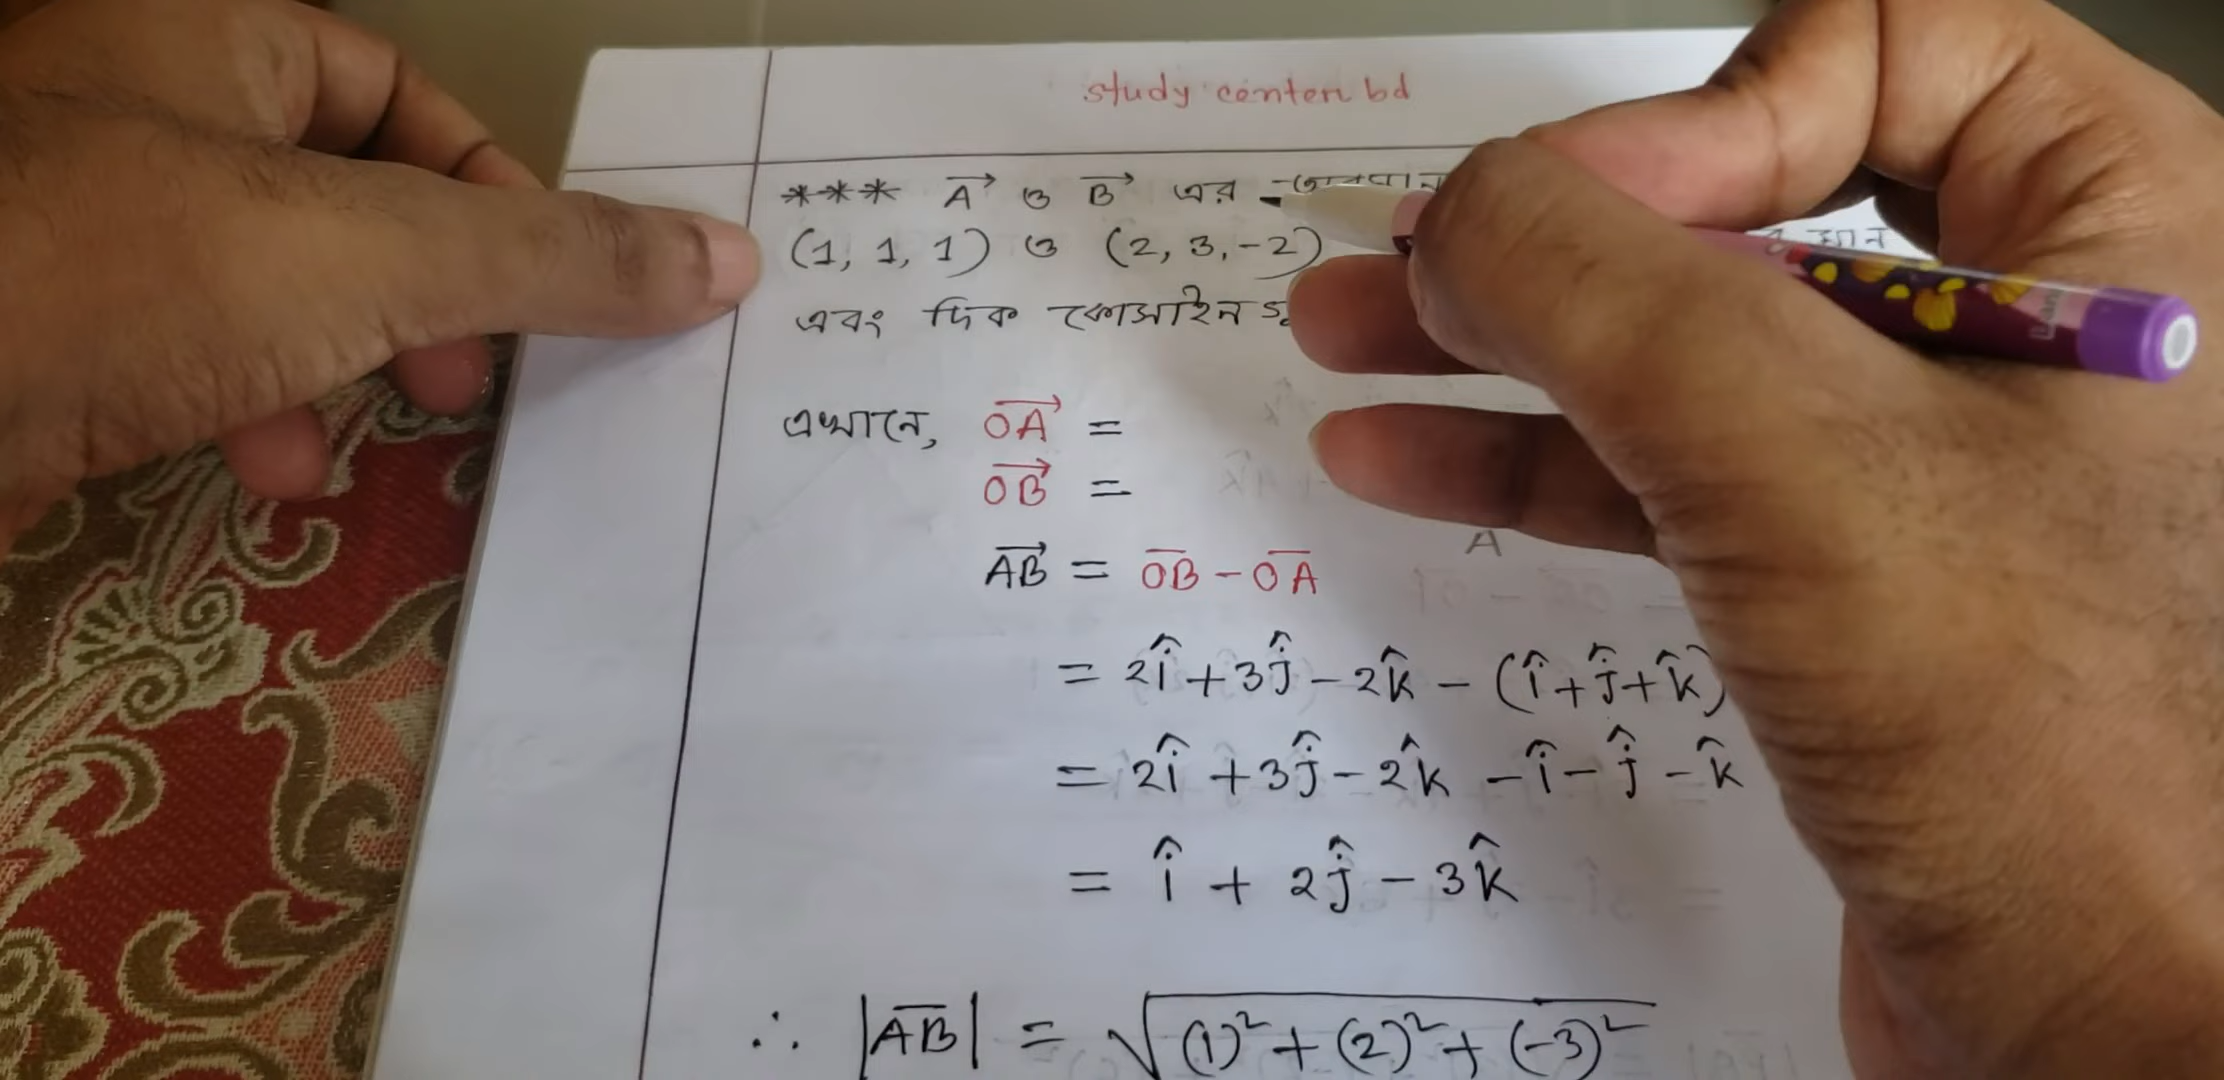 study centeri bd
*** A→ ও B→ এর
(1, 1, 1) ও (2, 3, -2) মান
এবং দিক কোসাইন
এখানে, OA→ =
OB→ =
AB→ = OB̅ - OA̅
= 2î + 3ĵ - 2k̂ - (î + ĵ + k̂)
= 2î + 3ĵ - 2k̂ - î - ĵ - k̂
= î + 2ĵ - 3k̂
∴ |AB̅| = √(1)² + (2)² + (-3)²